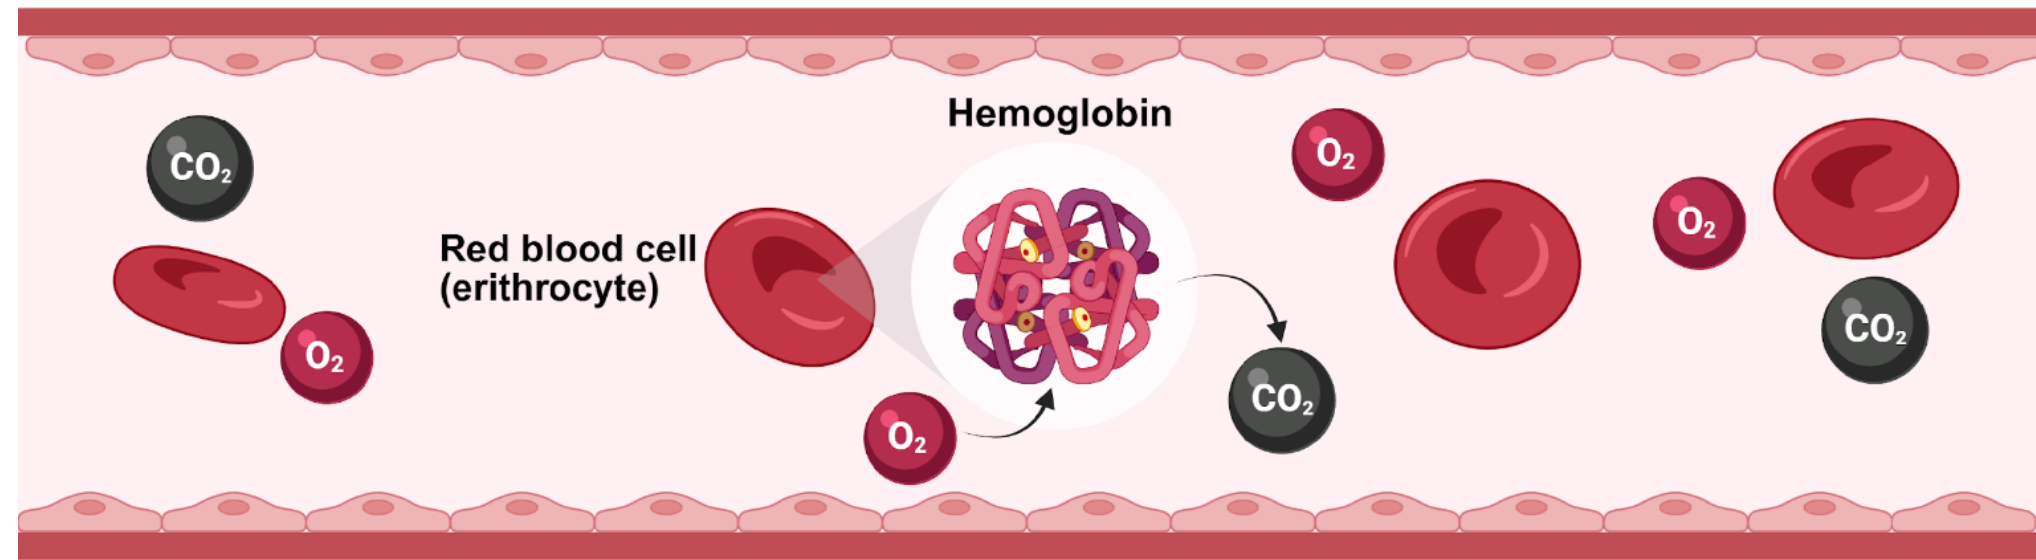 Hemoglobin
CO₂
O₂
O₂
Red blood cell
(erithrocyte)
O₂
CO₂
O₂
CO₂